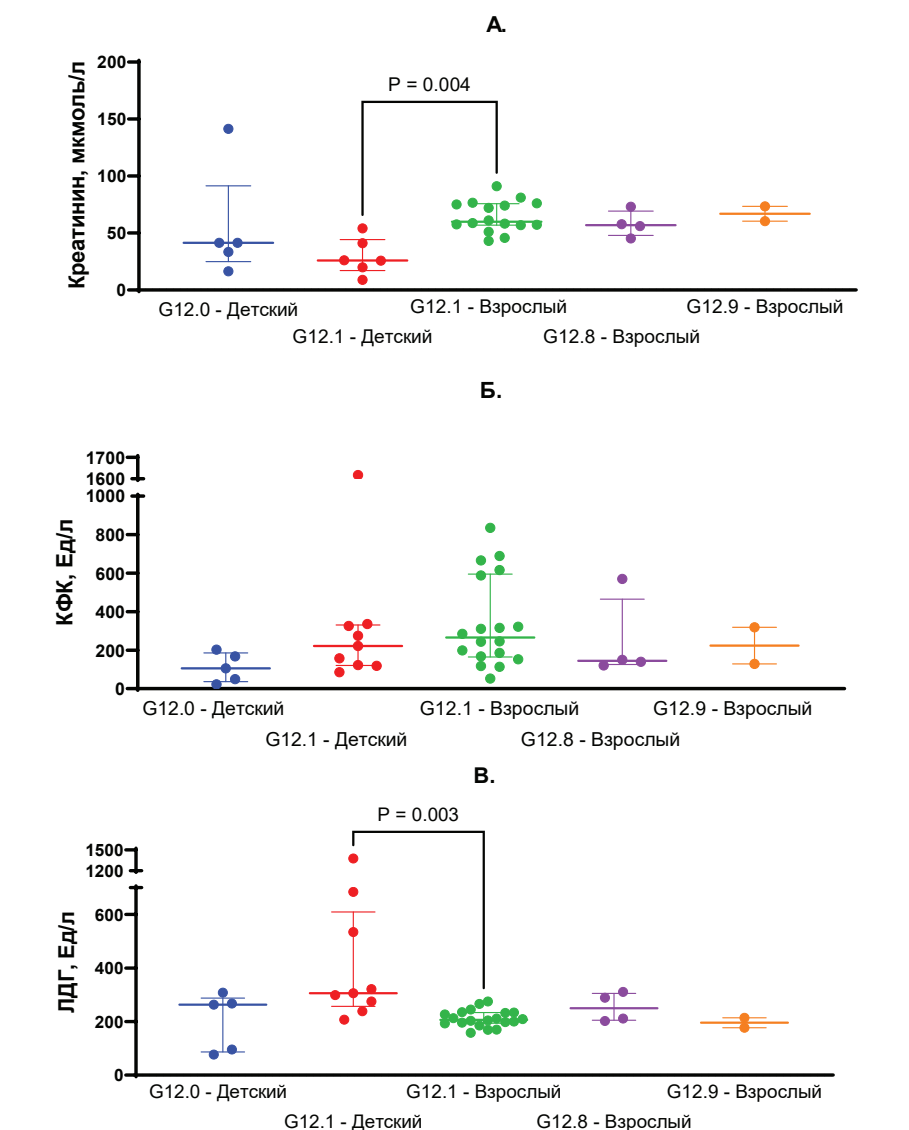 А.
Креатинин, мкмоль/л
200
150
100
50
0
P = 0.004
G12.0 - Детский
G12.1 - Взрослый
G12.9 - Взрослый
G12.1 - Детский
G12.8 - Взрослый
Б.
КФК, Ед/л
1700
1600
1000
800
600
400
200
0
G12.0 - Детский
G12.1 - Взрослый
G12.9 - Взрослый
G12.1 - Детский
G12.8 - Взрослый
В.
P = 0.003
ЛДГ, Ед/л
1500
1200
600
400
200
0
G12.0 - Детский
G12.1 - Взрослый
G12.9 - Взрослый
G12.1 - Детский
G12.8 - Взрослый